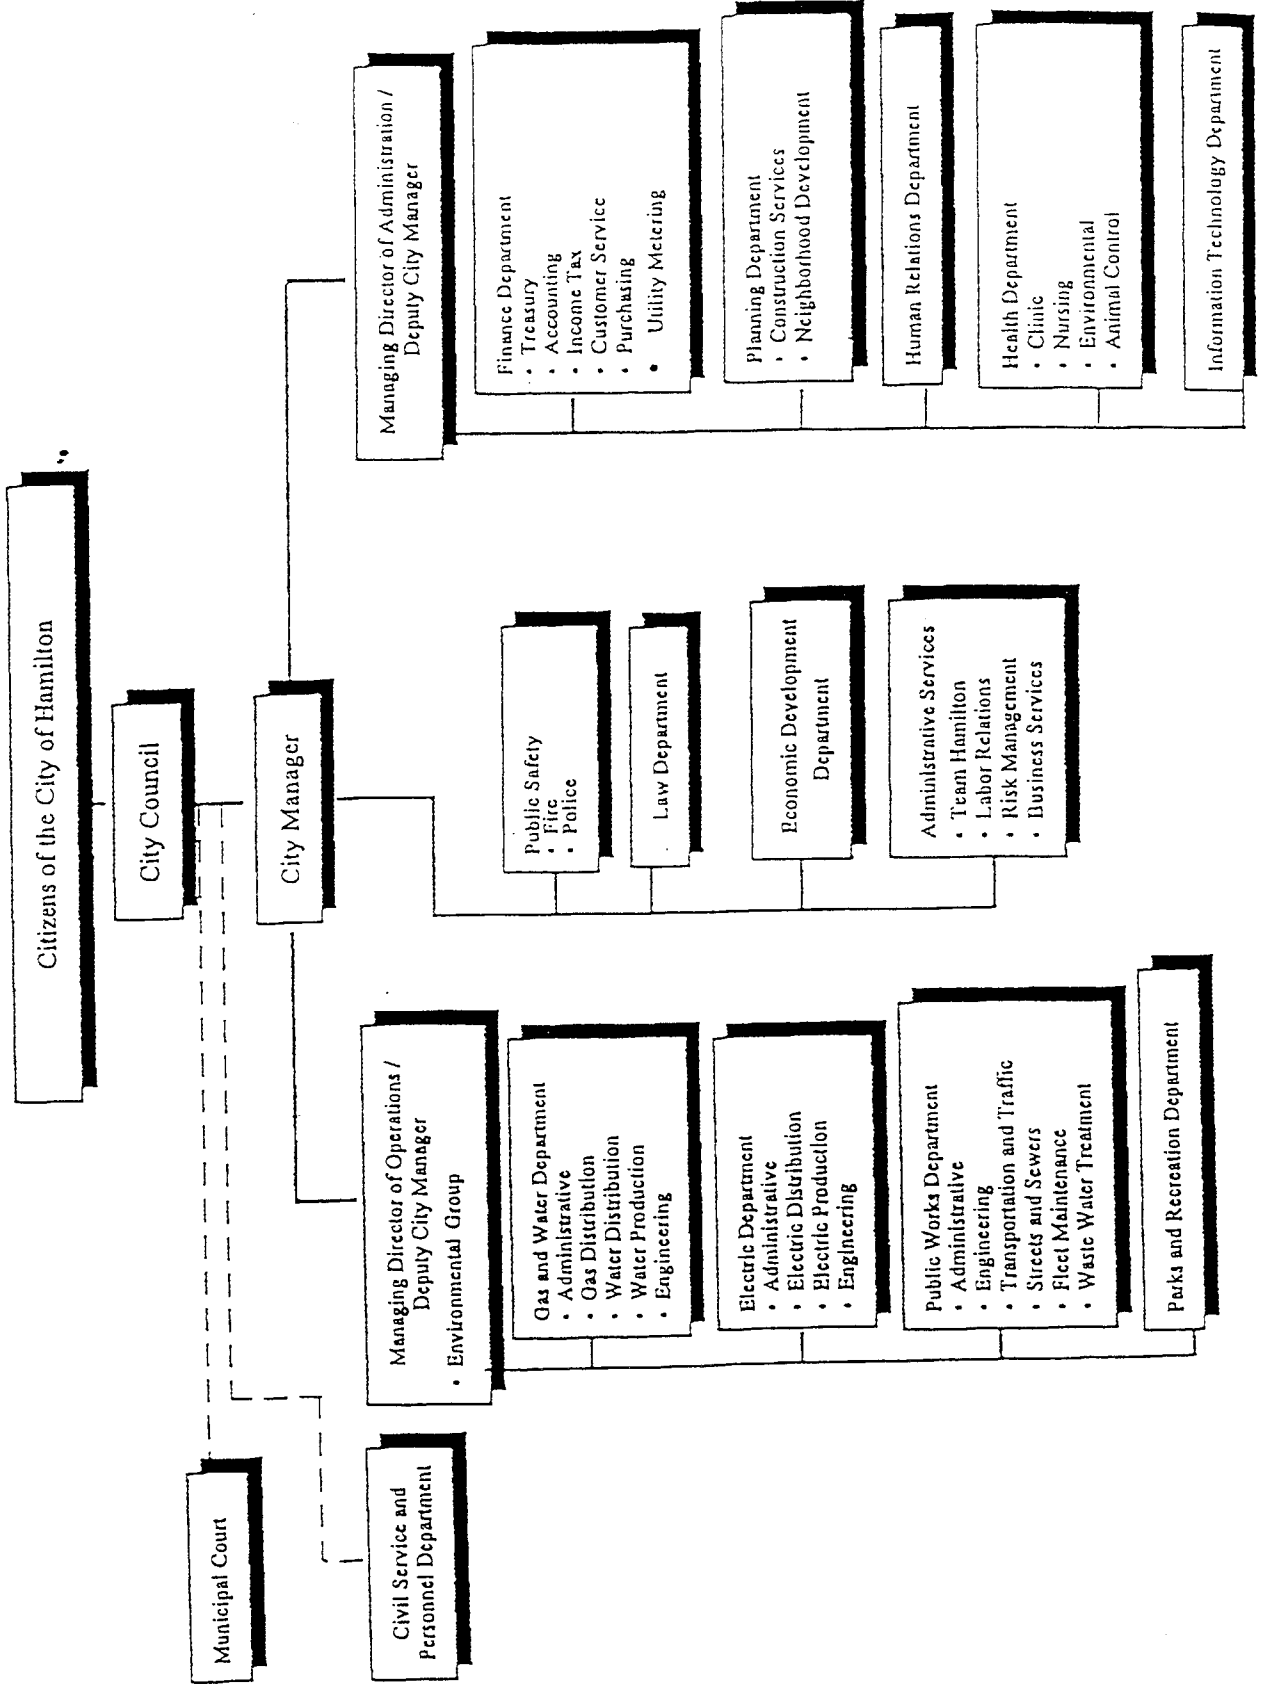 Citizens of the City of Hamilton
City Council
City Manager
Municipal Court
Civil Service and
Personnel Department
Managing Director of Operations /
Deputy City Manager
• Environmental Group
Gas and Water Department
• Administrative
• Gas Distribution
• Water Distribution
• Water Production
• Engineering
Electric Department
• Administrative
• Electric Distribution
• Electric Production
• Engineering
Public Works Department
• Administrative
• Engineering
• Transportation and Traffic
• Streets and Sewers
• Fleet Maintenance
• Waste Water Treatment
Parks and Recreation Department
Public Safety
• Fire
• Police
Law Department
Economic Development
Department
Administrative Services
• Team Hamilton
• Labor Relations
• Risk Management
• Business Services
Managing Director of Administration /
Deputy City Manager
Finance Department
• Treasury
• Accounting
• Income Tax
• Customer Service
• Purchasing
• Utility Metering
Planning Department
• Construction Services
• Neighborhood Development
Human Relations Department
Health Department
• Clinic
• Nursing
• Environmental
• Animal Control
Information Technology Department